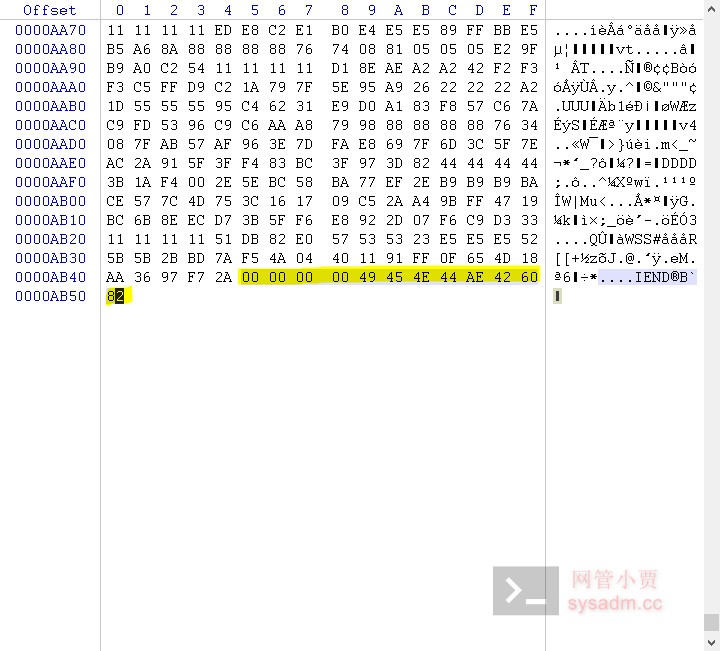 Offset 0 1 2 3 4 5 6 7 8 9 A B C D E F
0000AA70 11 11 11 11 ED E8 C2 E1 B0 E4 E5 E5 89 FF BB E5 ....íèÂá°äåå▌ÿ»å
0000AA80 B5 A6 8A 88 88 88 88 76 74 08 81 05 05 05 E2 9F µ¦▌▌▌▌▌vt.....â▌
0000AA90 B9 A0 C2 54 11 11 11 11 D1 8E AE A2 A2 42 F2 F3 ¹ ÂT....Ñ▌®¢¢Bòó
0000AAA0 F3 C5 FF D9 C2 1A 79 7F 5E 95 A9 26 22 22 22 A2 óÅÿÙÂ.y.^▌©&"""¢
0000AAB0 1D 55 55 55 95 C4 62 31 E9 D0 A1 83 F8 57 C6 7A .UUU▌Äb1éÐ¡▌øWÆz
0000AAC0 C9 FD 53 96 C9 C6 AA A8 79 98 88 88 88 88 76 34 ÉýS▌ÉÆª¨y▌▌▌▌▌v4
0000AAD0 08 7F AB 57 AF 96 3E 7D FA E8 69 7F 6D 3C 5F 7E ..«W¯▌>}úèi.m<_~
0000AAE0 AC 2A 91 5F 3F F4 83 BC 3F 97 3D 82 44 44 44 44 ¬*‘_?ô▌¼?▌=▌DDDD
0000AAF0 3B 1A F4 00 2E 5E BC 58 BA 77 EF 2E B9 B9 B9 BA ;.ô..^¼Xºwï.¹¹¹º
0000AB00 CE 57 7C 4D 75 3C 16 17 09 C5 2A A4 9B FF 47 19 ÎW|Mu<...Å*¤▌ÿG.
0000AB10 BC 6B 8E EC D7 3B 5F F6 E8 92 2D 07 F6 C9 D3 33 ¼k▌ì×;_öè’-.öÉÓ3
0000AB20 11 11 11 11 51 DB 82 E0 57 53 53 23 E5 E5 E5 52 ....QÛ▌àWSS#åååR
0000AB30 5B 5B 2B BD 7A F5 4A 04 40 11 91 FF 0F 65 4D 18 [[+½zõJ.@.‘ÿ.eM.
0000AB40 AA 36 97 F7 2A 00 00 00 00 49 45 4E 44 AE 42 60 ª6▌÷*....IEND®B`
0000AB50 82 ▌
网管小贾
sysadm.cc